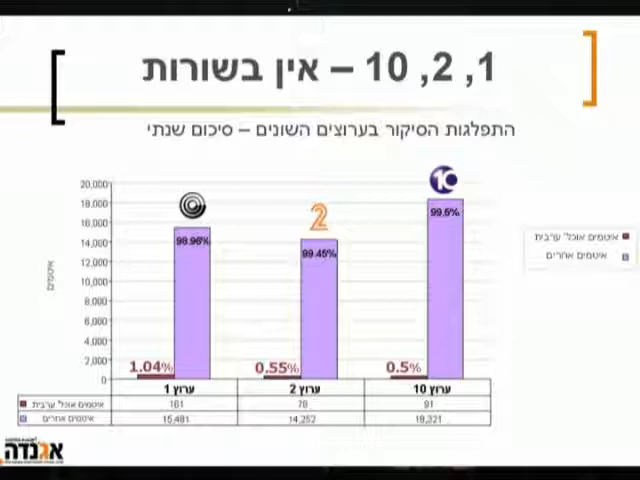 1, 2, 10 – אין בשורות
התפלגות הסיקור בערוצים השונים – סיכום שנתי
20,000
18,000
16,000
14,000
12,000
10,000
8,000
6,000
4,000
2,000
0
איטמים
10
2
98.96%
99.45%
99.5%
1.04%
0.55%
0.5%
איטמים אוכל' ערבית
איטמים אחרים
ערוץ 1 ערוץ 2 ערוץ 10
איטמים אוכל' ערבית 161 78 91
איטמים אחרים 15,481 14,252 18,321
אג'נדה